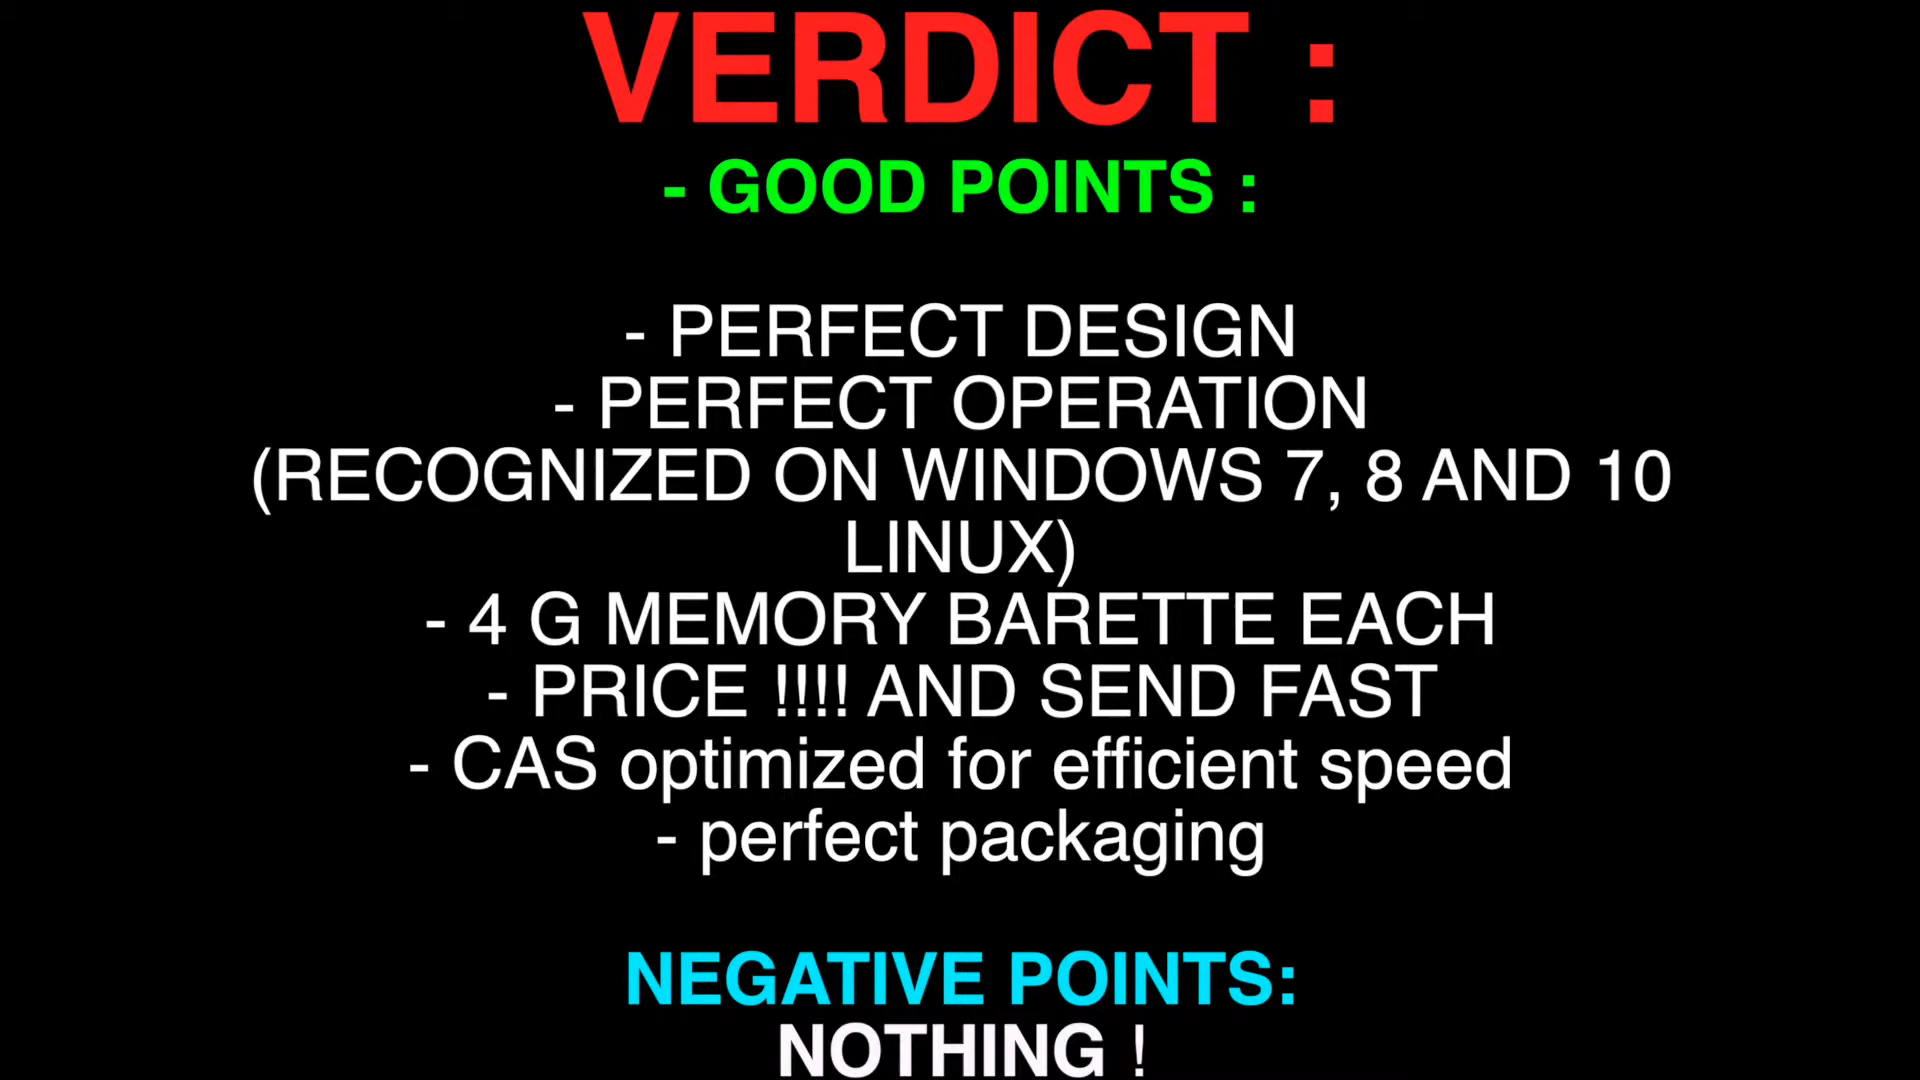 VERDICT :
- GOOD POINTS :
- PERFECT DESIGN
- PERFECT OPERATION
(RECOGNIZED ON WINDOWS 7, 8 AND 10
LINUX)
- 4 G MEMORY BARETTE EACH
- PRICE !!!! AND SEND FAST
- CAS optimized for efficient speed
- perfect packaging
NEGATIVE POINTS:
NOTHING !